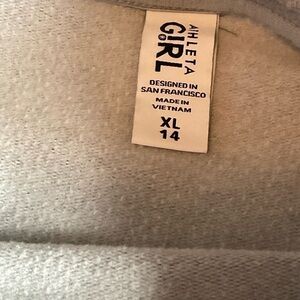 ATHLETA
GIRL
DESIGNED IN
SAN FRANCISCO
MADE IN
VIETNAM
XL
14